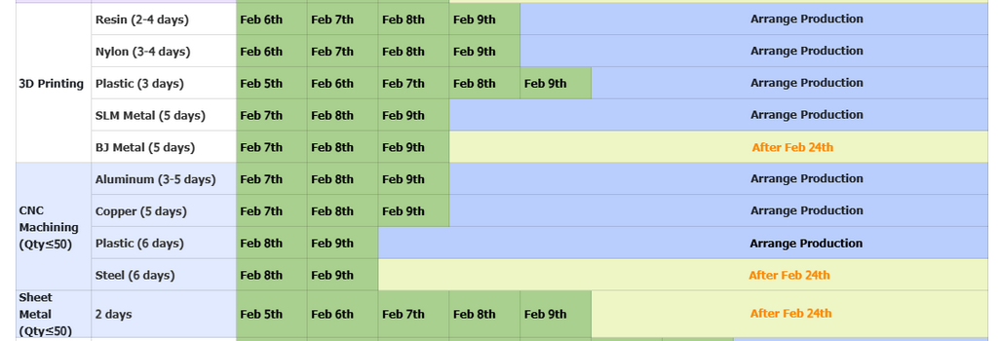 3D Printing
Resin (2-4 days) Feb 6th Feb 7th Feb 8th Feb 9th Arrange Production
Nylon (3-4 days) Feb 6th Feb 7th Feb 8th Feb 9th Arrange Production
Plastic (3 days) Feb 5th Feb 6th Feb 7th Feb 8th Feb 9th Arrange Production
SLM Metal (5 days) Feb 7th Feb 8th Feb 9th Arrange Production
BJ Metal (5 days) Feb 7th Feb 8th Feb 9th After Feb 24th
CNC
Machining
(Qty≤50)
Aluminum (3-5 days) Feb 7th Feb 8th Feb 9th Arrange Production
Copper (5 days) Feb 7th Feb 8th Feb 9th Arrange Production
Plastic (6 days) Feb 8th Feb 9th Arrange Production
Steel (6 days) Feb 8th Feb 9th After Feb 24th
Sheet
Metal
(Qty≤50)
2 days Feb 5th Feb 6th Feb 7th Feb 8th Feb 9th After Feb 24th